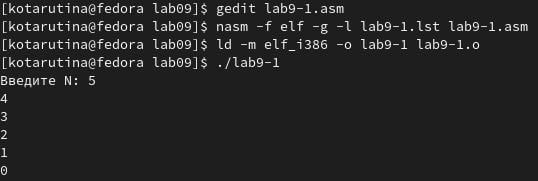 [kotarutina@fedora lab09]$ gedit lab9-1.asm
[kotarutina@fedora lab09]$ nasm -f elf -g -l lab9-1.lst lab9-1.asm
[kotarutina@fedora lab09]$ ld -m elf_i386 -o lab9-1 lab9-1.o
[kotarutina@fedora lab09]$ ./lab9-1
Введите N: 5
4
3
2
1
0